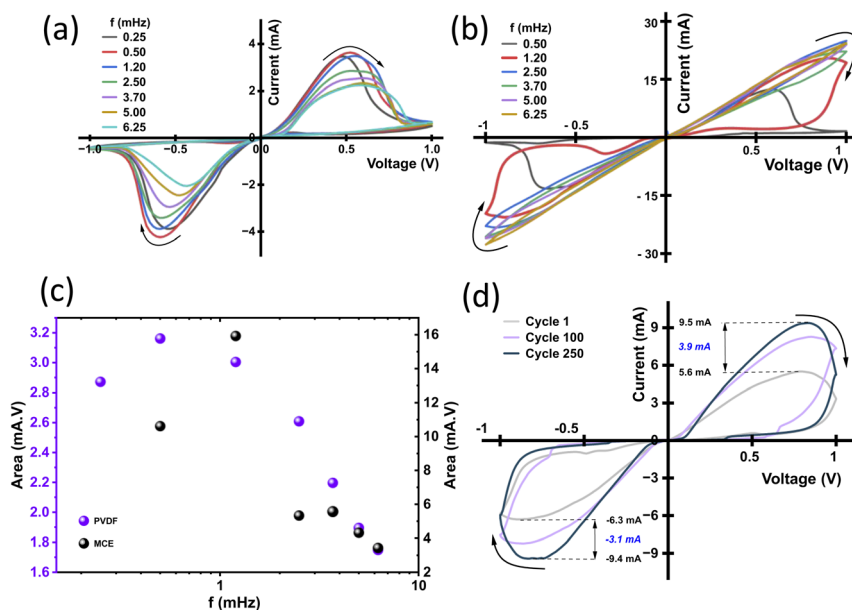 (a)
f (mHz)
0.25
0.50
1.20
2.50
3.70
5.00
6.25
Current (mA)
4
2
0
-2
-4
-1.0
-0.5
0.5
1.0
Voltage (V)
(b)
f (mHz)
0.50
1.20
2.50
3.70
5.00
6.25
Current (mA)
30
15
0
- 15
- 30
-1
-0.5
0.5
1
Voltage (V)
(c)
Area (mA.V)
3.2
3.0
2.8
2.6
2.4
2.2
2.0
1.8
1.6
PVDF
MCE
1
10
f (mHz)
16
14
12
10
8
6
4
2
Area (mA.V)
(d)
Cycle 1
Cycle 100
Cycle 250
Current (mA)
9
6
3
0
−3
−6
−9
-1
-0.5
0.5
1
Voltage (V)
9.5 mA
3.9 mA
5.6 mA
-6.3 mA
-3.1 mA
-9.4 mA